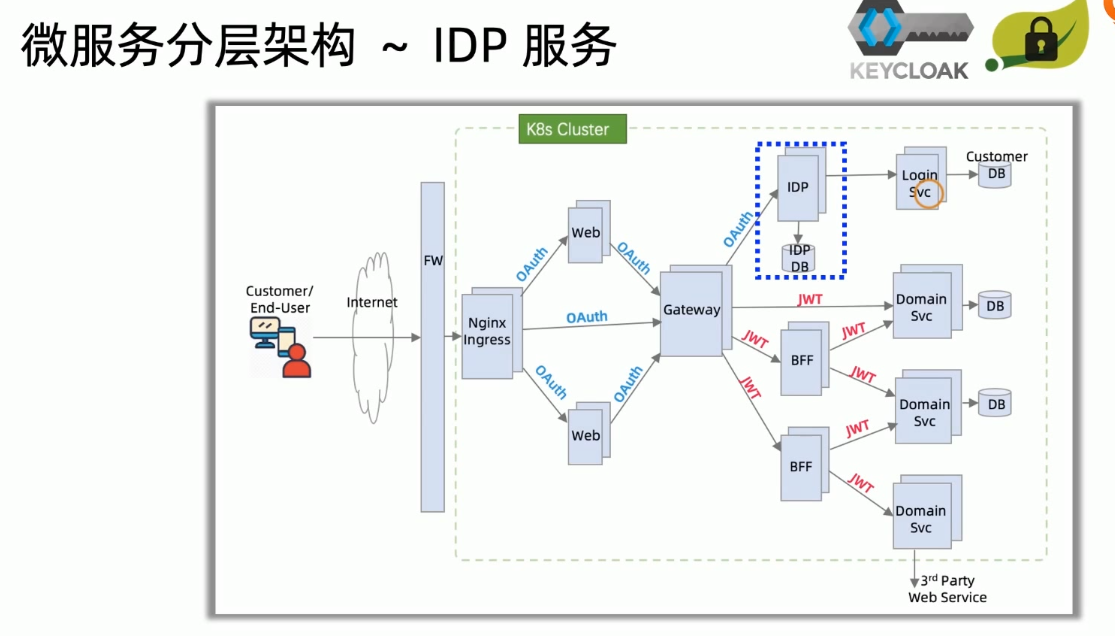 微服务分层架构 ~ IDP 服务
KEYCLOAK
K8s Cluster
Customer/
End-User
Internet
FW
Nginx
Ingress
OAuth
Web
OAuth
OAuth
OAuth
Web
OAuth
Gateway
OAuth
IDP
IDP
DB
Login
Svc
Customer
DB
JWT
Domain
Svc
DB
JWT
BFF
JWT
JWT
Domain
Svc
DB
JWT
BFF
JWT
JWT
Domain
Svc
3rd Party
Web Service